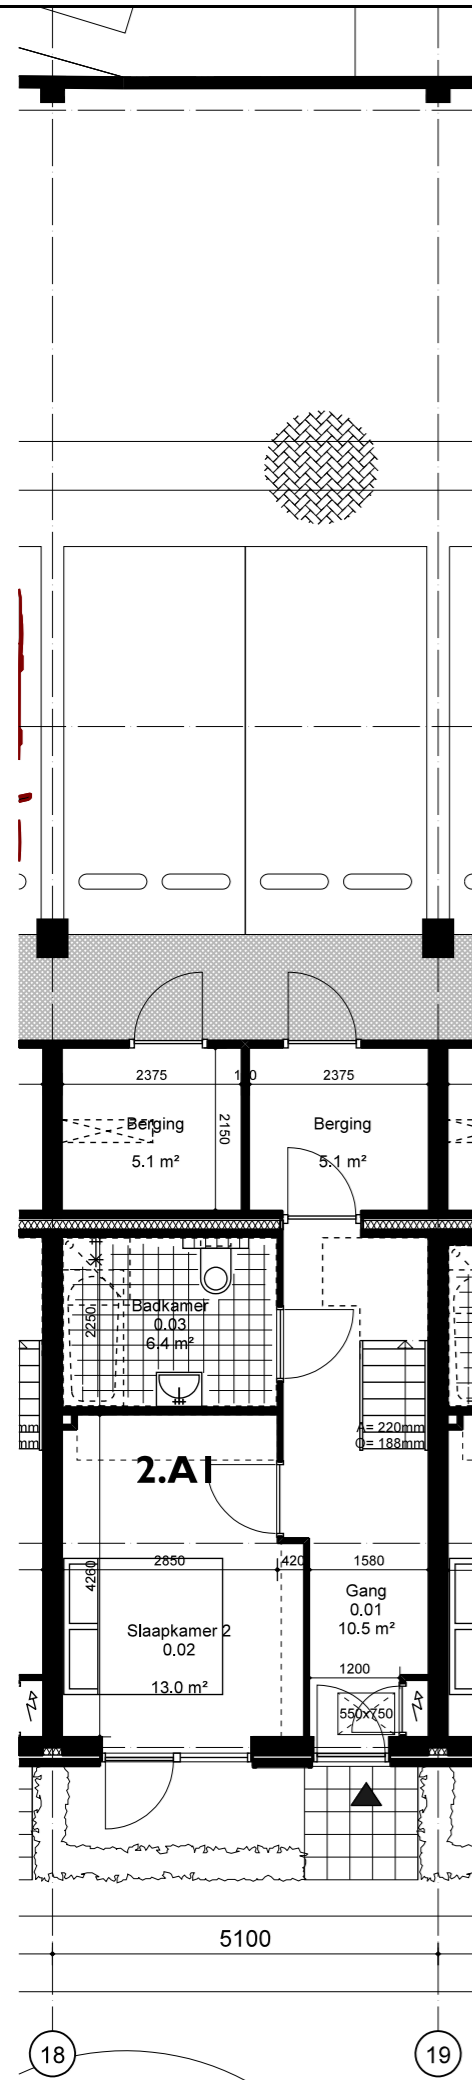 2375
2375
Berging
5.1 m²
2150
Berging
5.1 m²
Badkamer
0.03
6.4 m²
2250
A= 220mm
O= 188mm
mm
mm
2.A1
2850
420
1580
4260
Slaapkamer 2
0.02
13.0 m²
Gang
0.01
10.5 m²
1200
550x750
5100
18
19